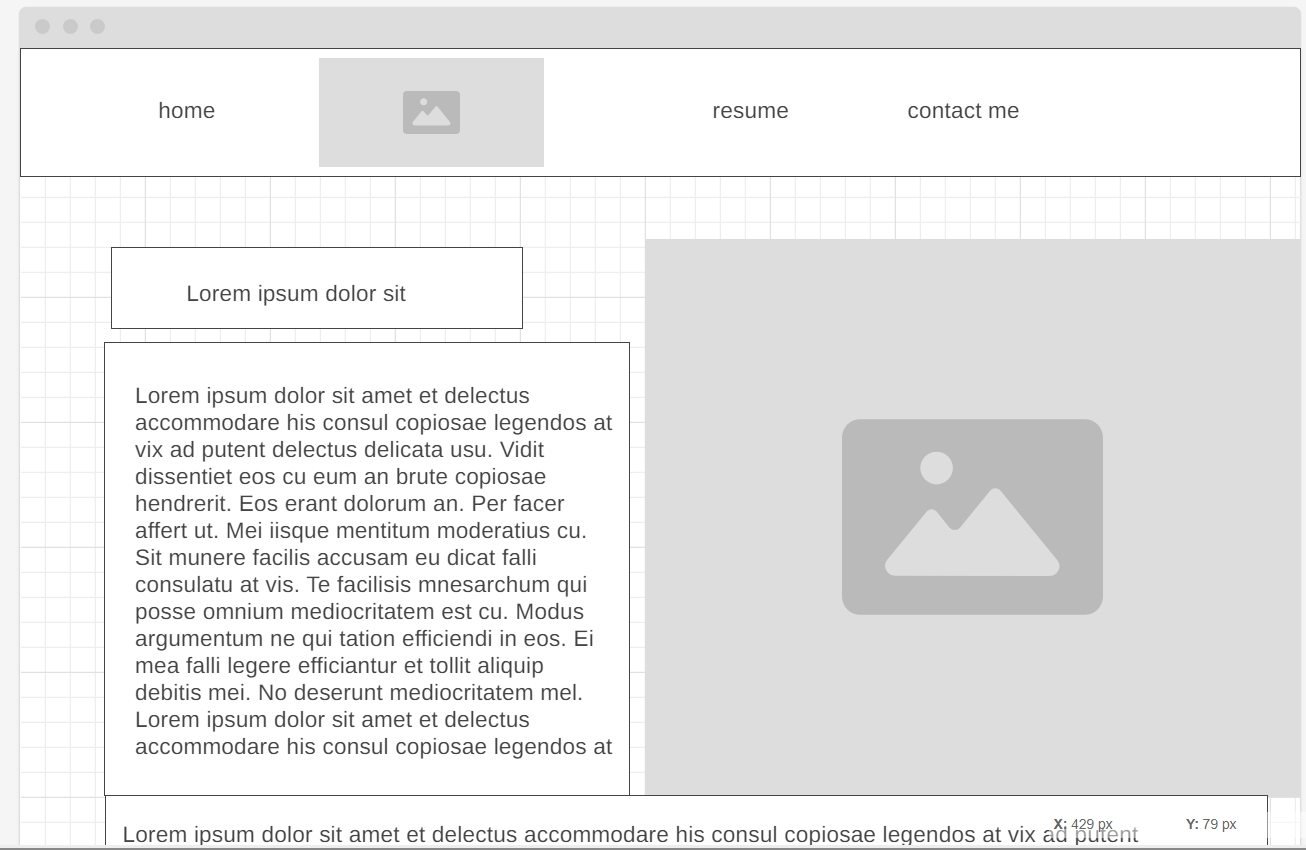 home
resume
contact me
Lorem ipsum dolor sit
Lorem ipsum dolor sit amet et delectus
accommodare his consul copiosae legendos at
vix ad putent delectus delicata usu. Vidit
dissentiet eos cu eum an brute copiosae
hendrerit. Eos erant dolorum an. Per facer
affert ut. Mei iisque mentitum moderatius cu.
Sit munere facilis accusam eu dicat falli
consulatu at vis. Te facilisis mnesarchum qui
posse omnium mediocritatem est cu. Modus
argumentum ne qui tation efficiendi in eos. Ei
mea falli legere efficiantur et tollit aliquip
debitis mei. No deserunt mediocritatem mel.
Lorem ipsum dolor sit amet et delectus
accommodare his consul copiosae legendos at
Lorem ipsum dolor sit amet et delectus accommodare his consul copiosae legendos at vix ad putent
X: 429 px
Y: 79 px